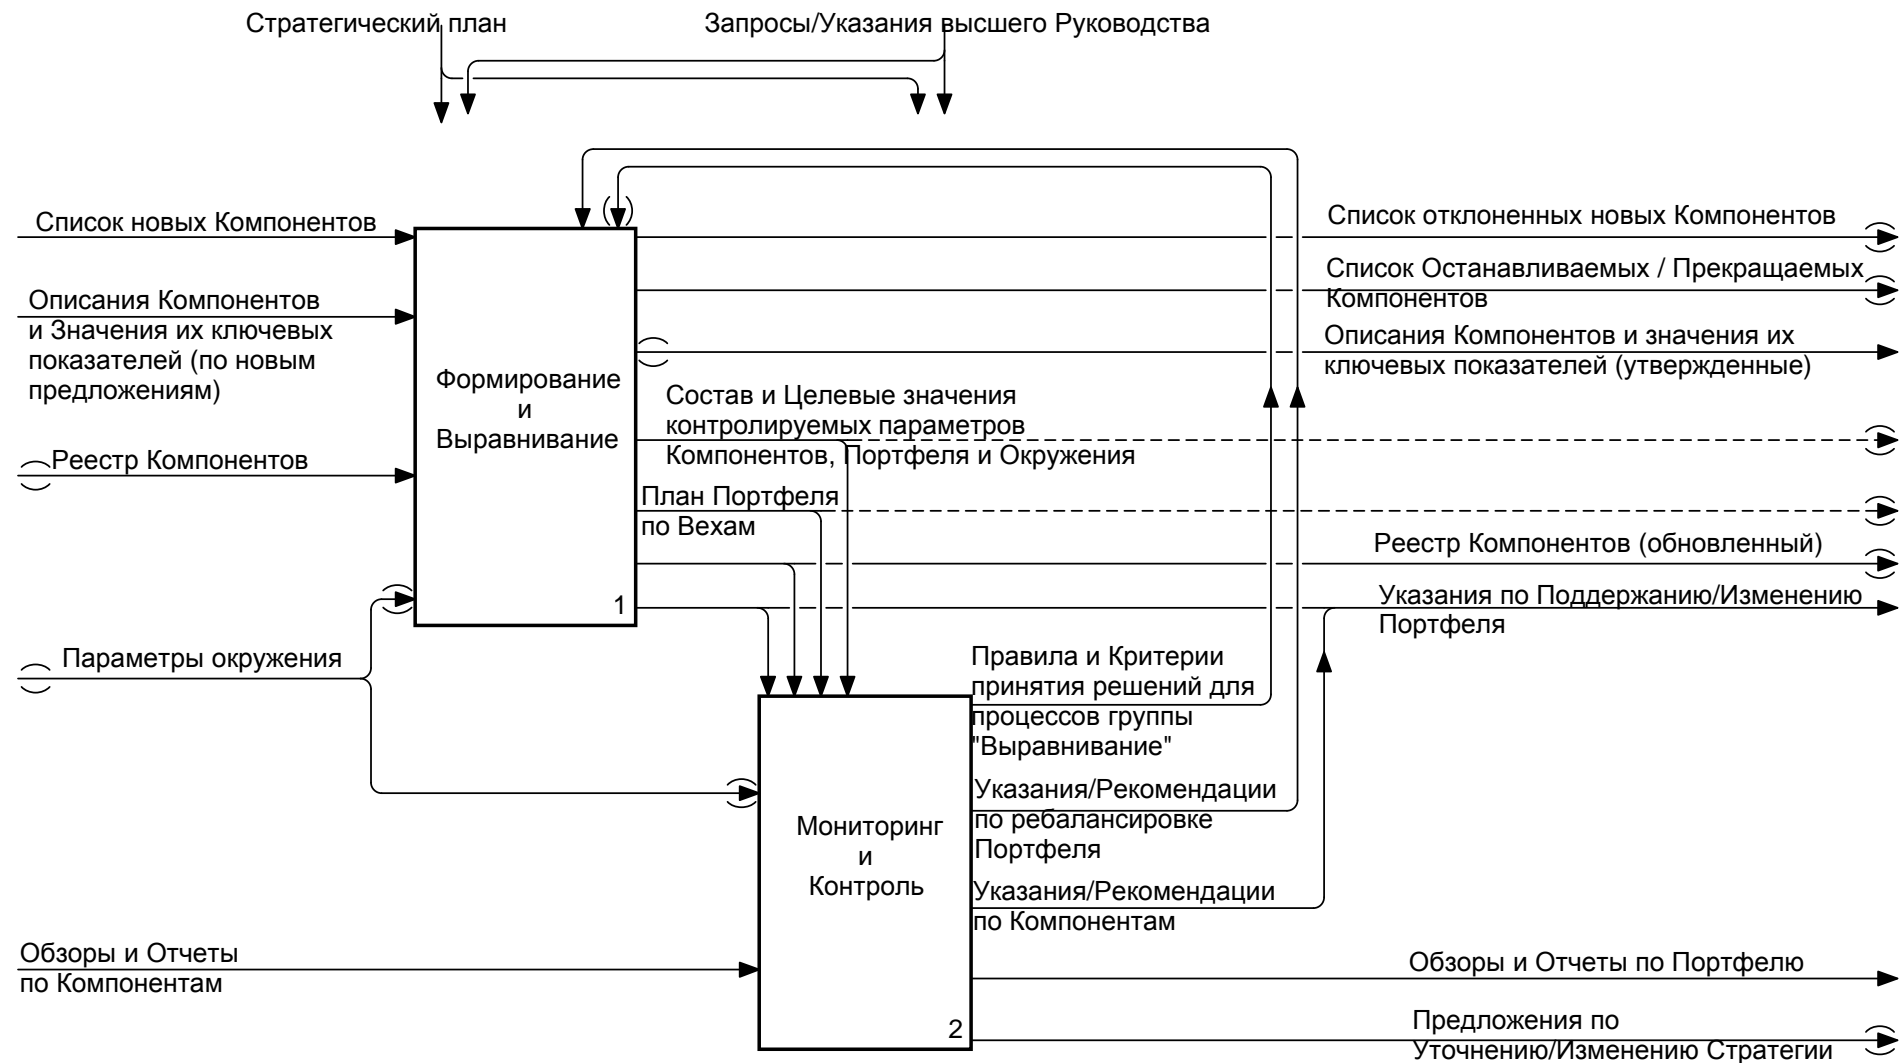 Стратегический план
Запросы/Указания высшего Руководства
Список новых Компонентов
Описания Компонентов
и Значения их ключевых
показателей (по новым
предложениям)
Реестр Компонентов
Параметры окружения
Обзоры и Отчеты
по Компонентам
Формирование
и
Выравнивание
1
Состав и Целевые значения
контролируемых параметров
Компонентов, Портфеля и Окружения
План Портфеля
по Вехам
Мониторинг
и
Контроль
2
Правила и Критерии
принятия решений для
процессов группы
"Выравнивание"
Указания/Рекомендации
по ребалансировке
Портфеля
Указания/Рекомендации
по Компонентам
Список отклоненных новых Компонентов
Список Останавливаемых / Прекращаемых
Компонентов
Описания Компонентов и значения их
ключевых показателей (утвержденные)
Реестр Компонентов (обновленный)
Указания по Поддержанию/Изменению
Портфеля
Обзоры и Отчеты по Портфелю
Предложения по
Уточнению/Изменению Стратегии